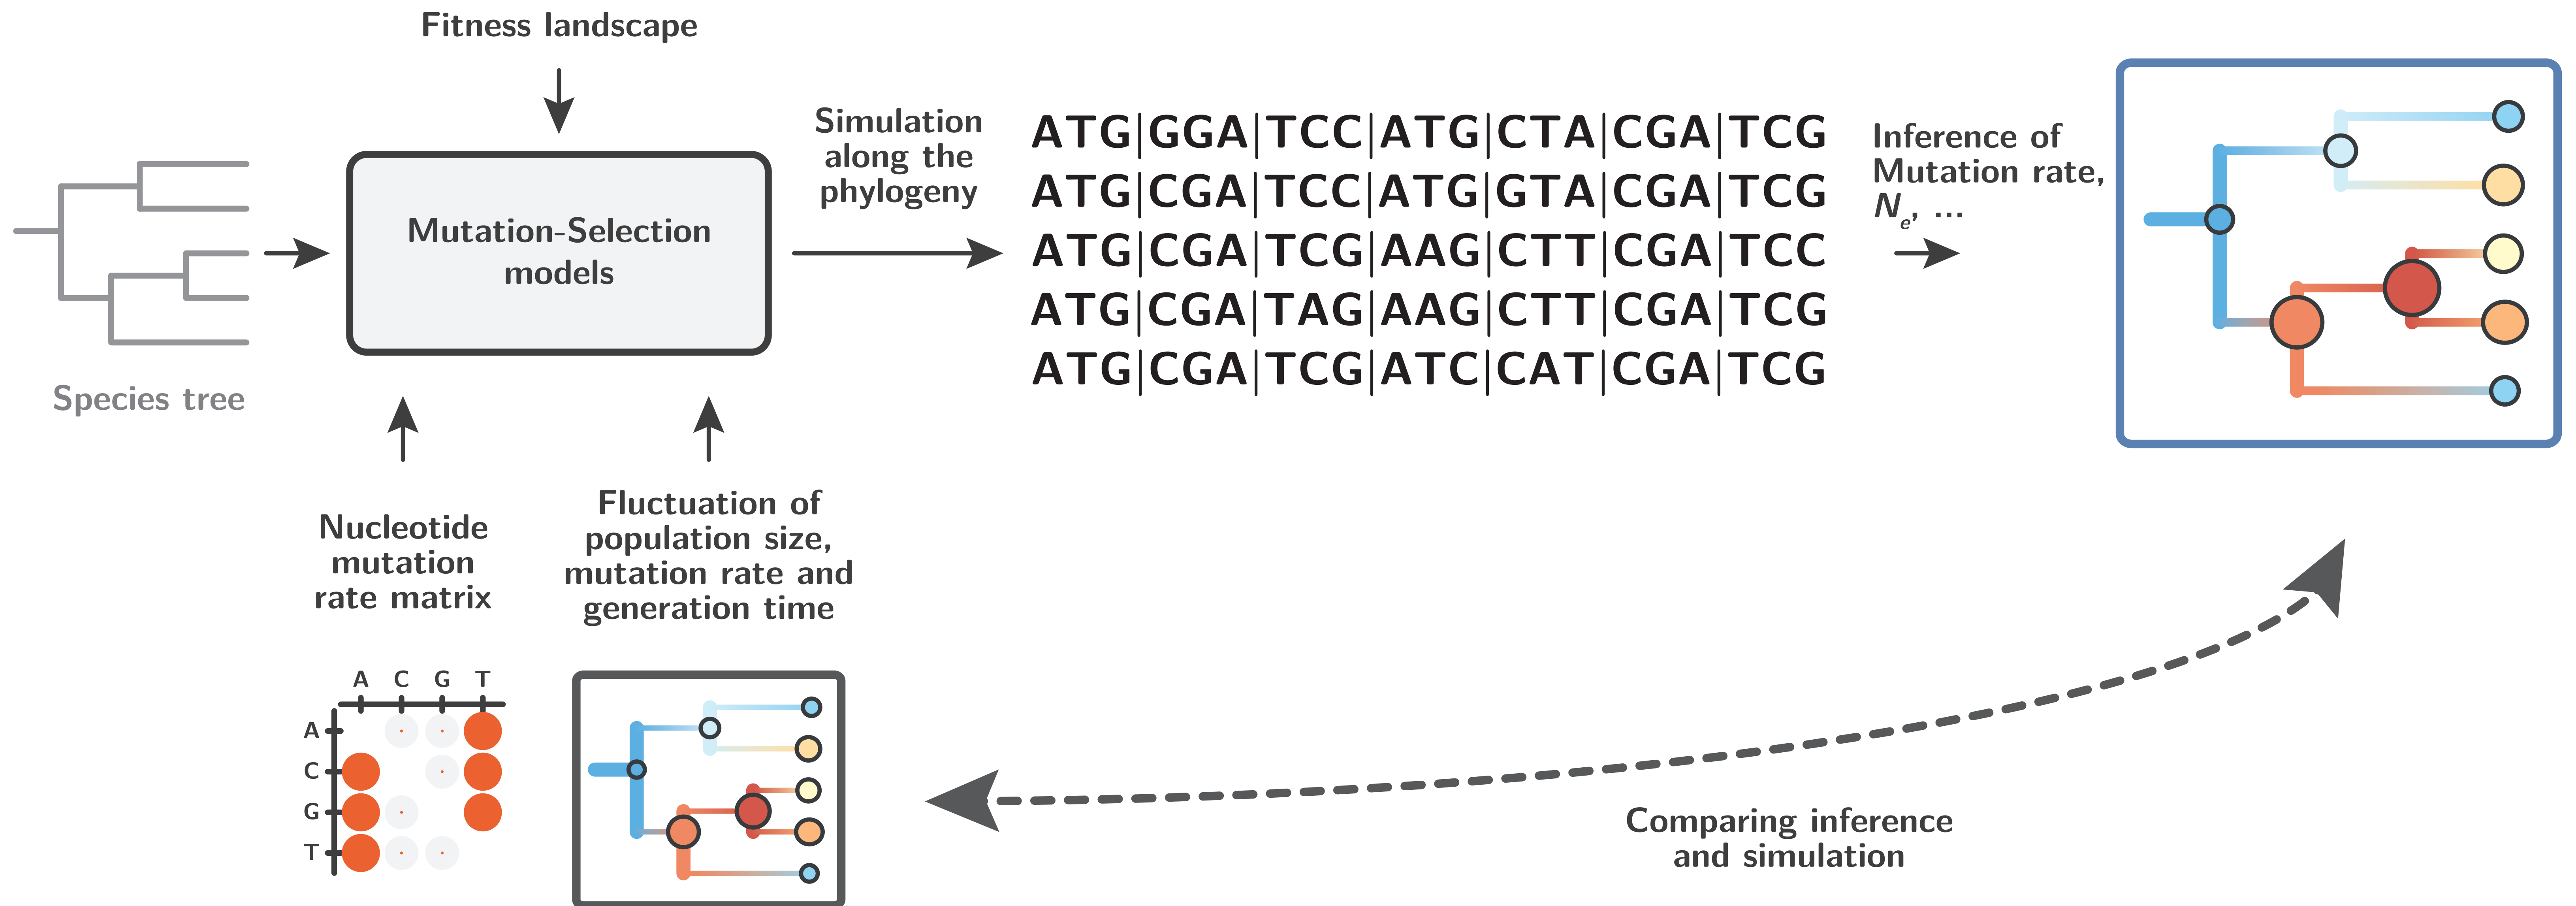 Fitness landscape
Species tree
Mutation-Selection
models
Nucleotide
mutation
rate matrix
A C G T
A
C
G
T
Fluctuation of
population size,
mutation rate and
generation time
Simulation
along the
phylogeny
ATG|GGA|TCC|ATG|CTA|CGA|TCG
ATG|CGA|TCC|ATG|GTA|CGA|TCG
ATG|CGA|TCG|AAG|CTT|CGA|TCC
ATG|CGA|TAG|AAG|CTT|CGA|TCG
ATG|CGA|TCG|ATC|CAT|CGA|TCG
Inference of
Mutation rate,
Ne, ...
Comparing inference
and simulation